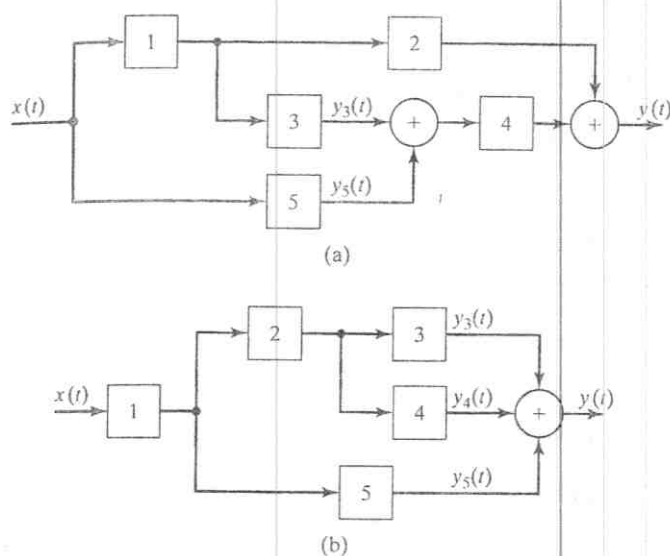 1
2
x(t)
3
y₃(t)
+
4
+
y(t)
5
y₅(t)
(a)
2
3
y₃(t)
x(t)
1
4
y₄(t)
+
y(t)
5
y₅(t)
(b)